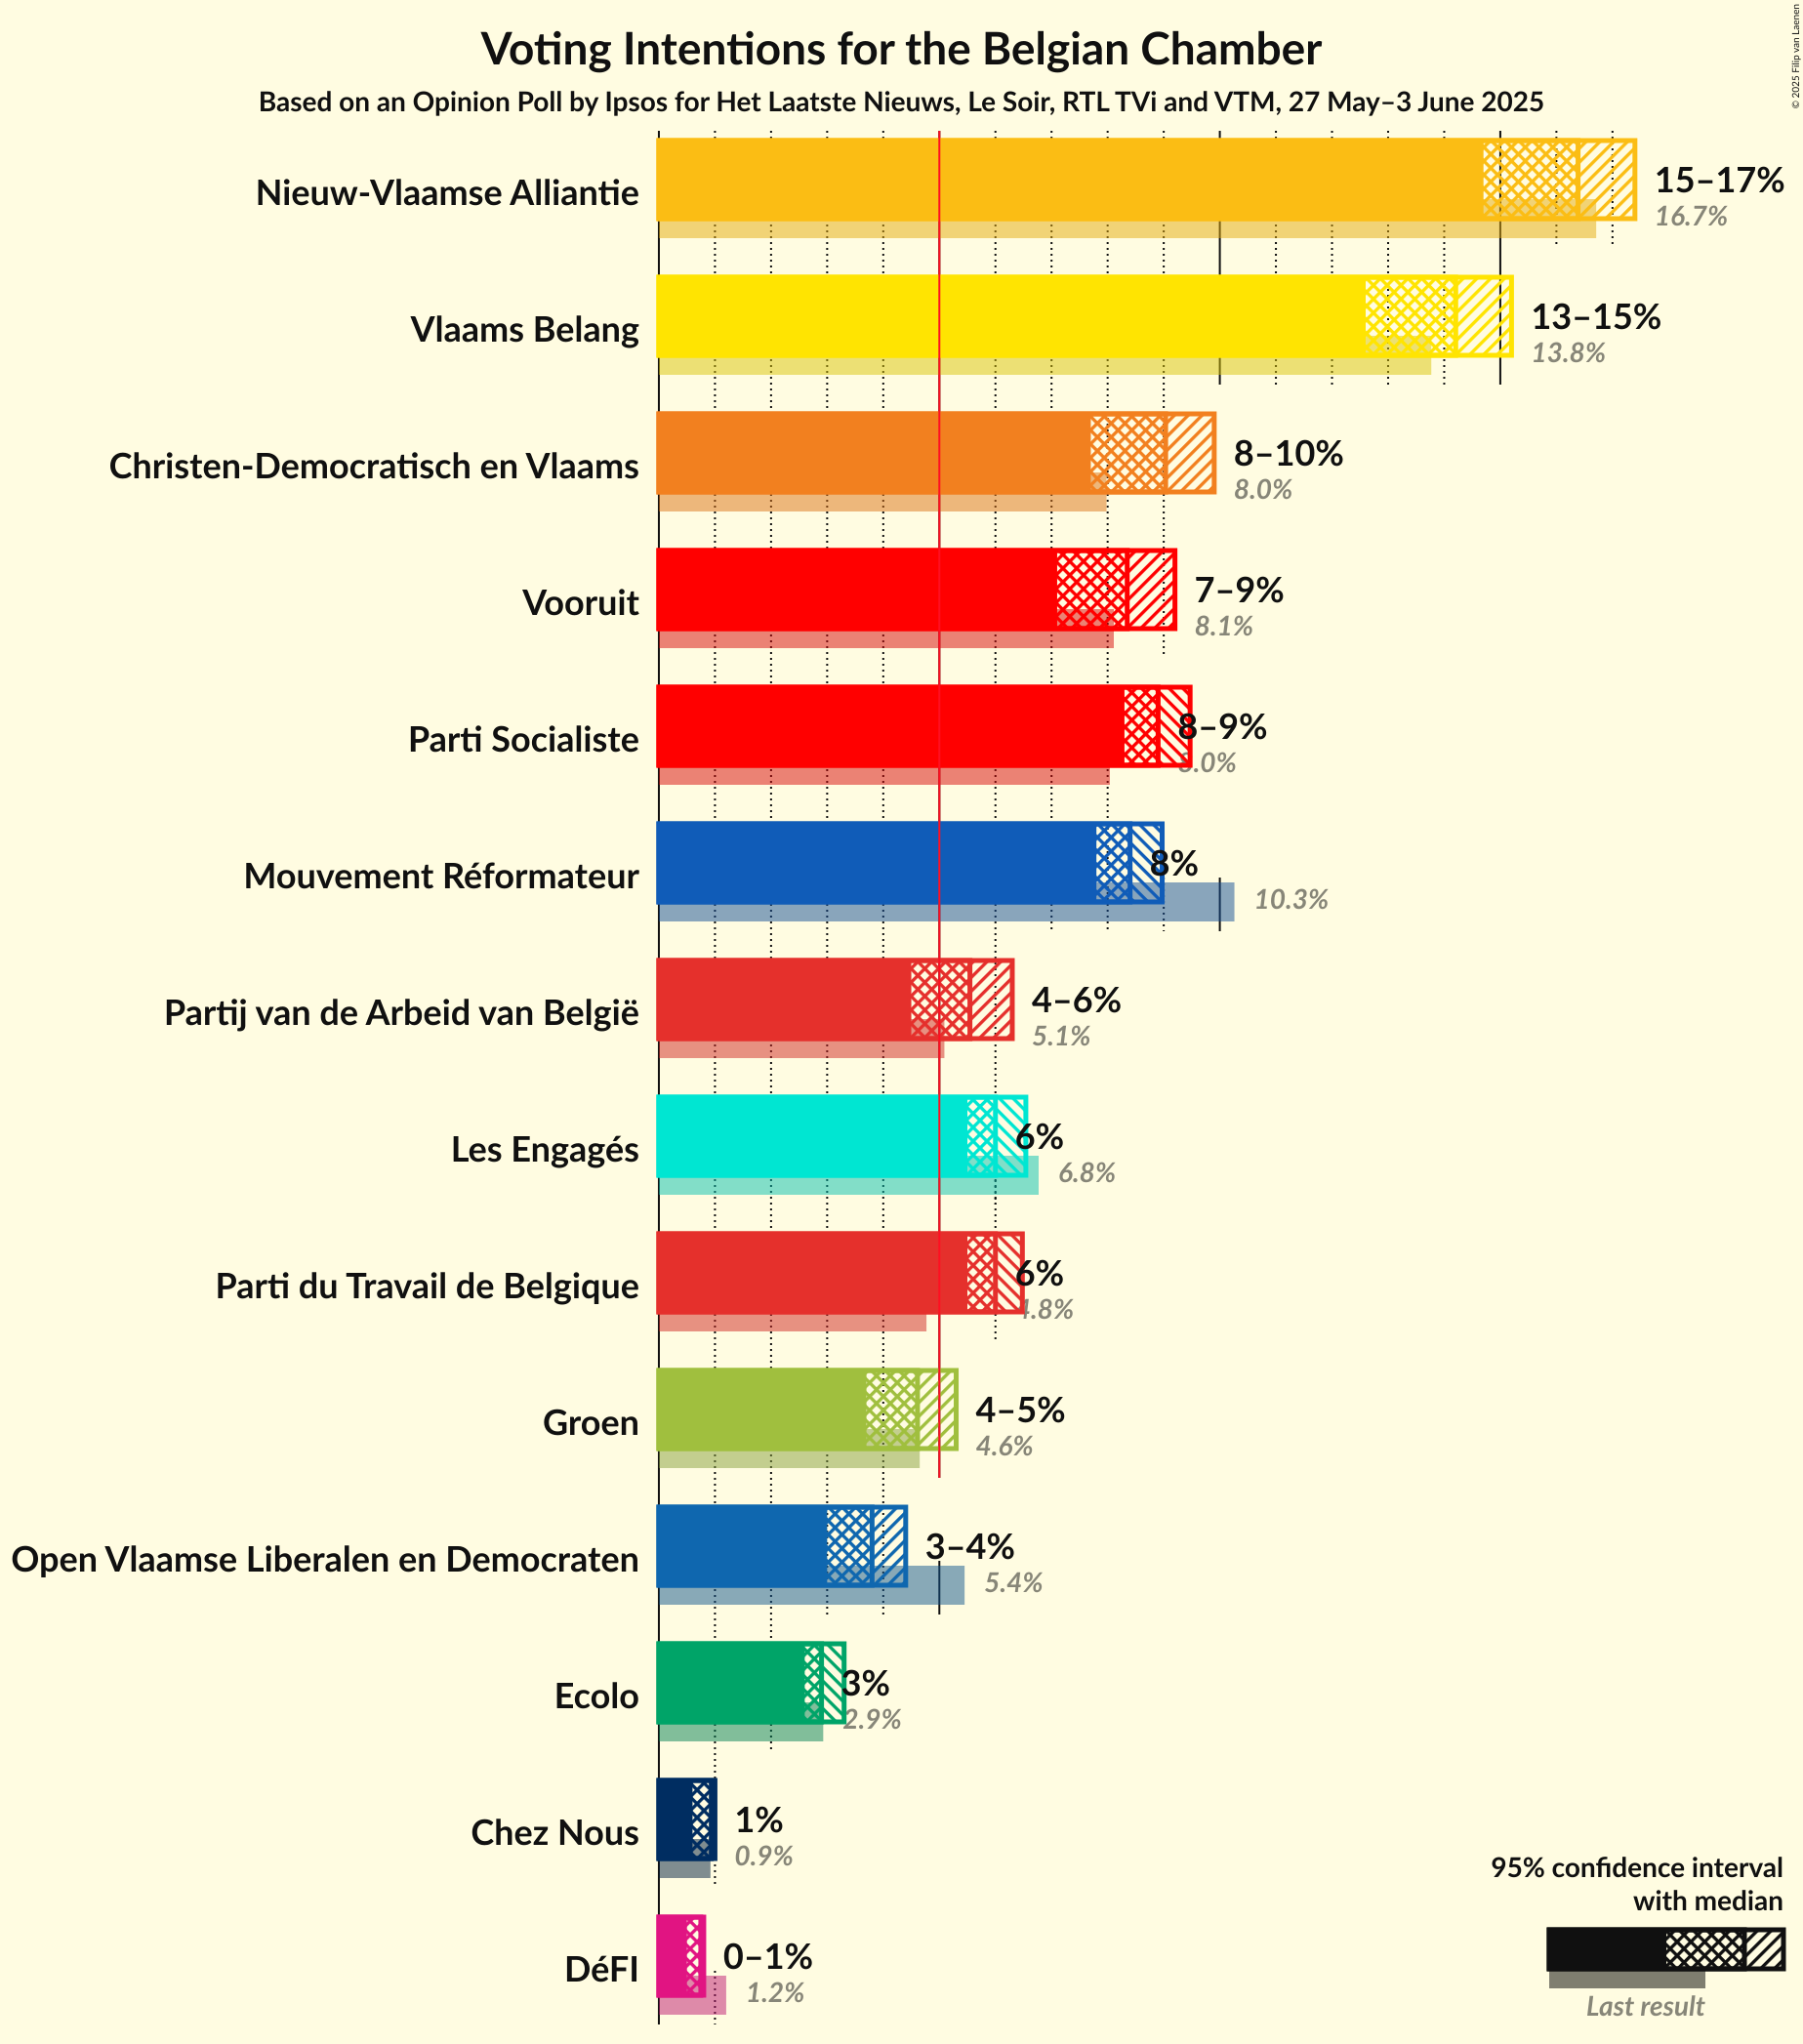 © 2025 Filip van Laenen
Voting Intentions for the Belgian Chamber
Based on an Opinion Poll by Ipsos for Het Laatste Nieuws, Le Soir, RTL TVi and VTM, 27 May–3 June 2025
Nieuw-Vlaamse Alliantie
15–17%
16.7%
Vlaams Belang
13–15%
13.8%
Christen-Democratisch en Vlaams
8–10%
8.0%
Vooruit
7–9%
8.1%
Parti Socialiste
8–9%
8.0%
Mouvement Réformateur
8%
10.3%
Partij van de Arbeid van België
4–6%
5.1%
Les Engagés
6%
6.8%
Parti du Travail de Belgique
6%
4.8%
Groen
4–5%
4.6%
Open Vlaamse Liberalen en Democraten
3–4%
5.4%
Ecolo
3%
2.9%
Chez Nous
1%
0.9%
DéFI
0–1%
1.2%
95% confidence interval
with median
Last result